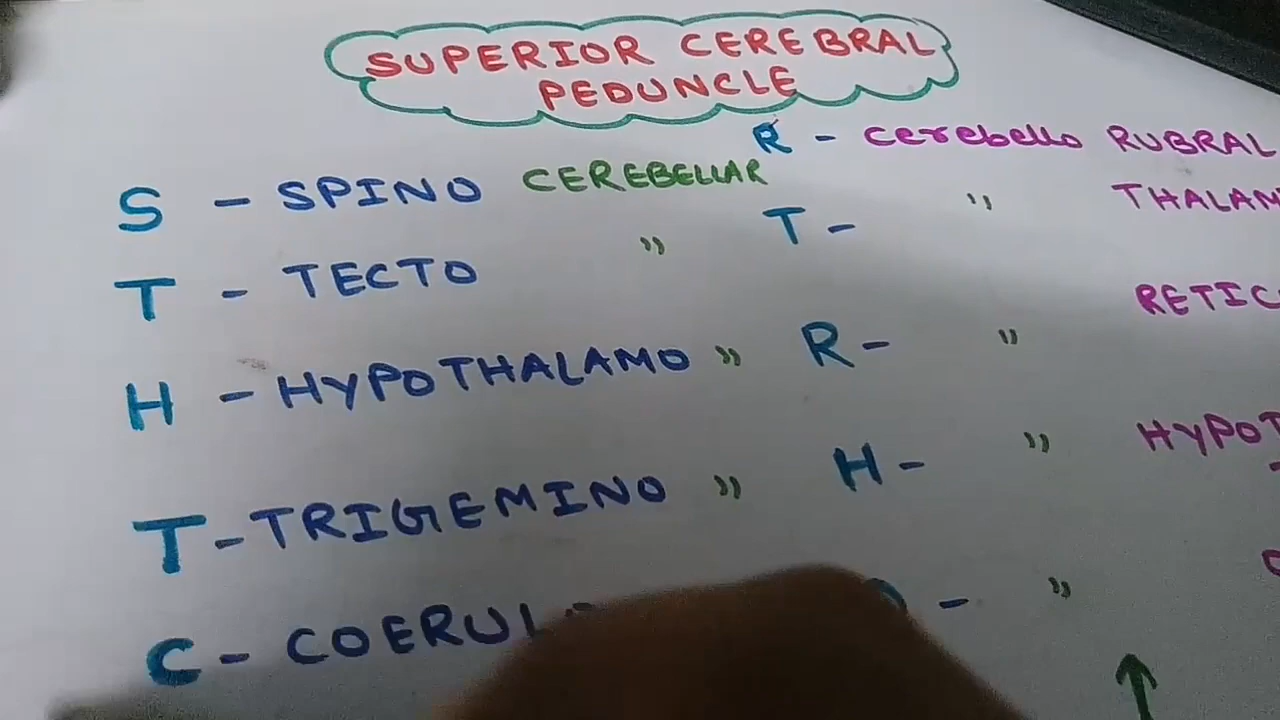 SUPERIOR CEREBRAL
PEDUNCLE
S - SPINO CEREBELLAR
T - TECTO "
H - HYPOTHALAMO "
T - TRIGEMINO "
C - COERUL
R - cerebello RUBRAL
T - " THALAM
R - " RETIC
H - " HYPOT
- "